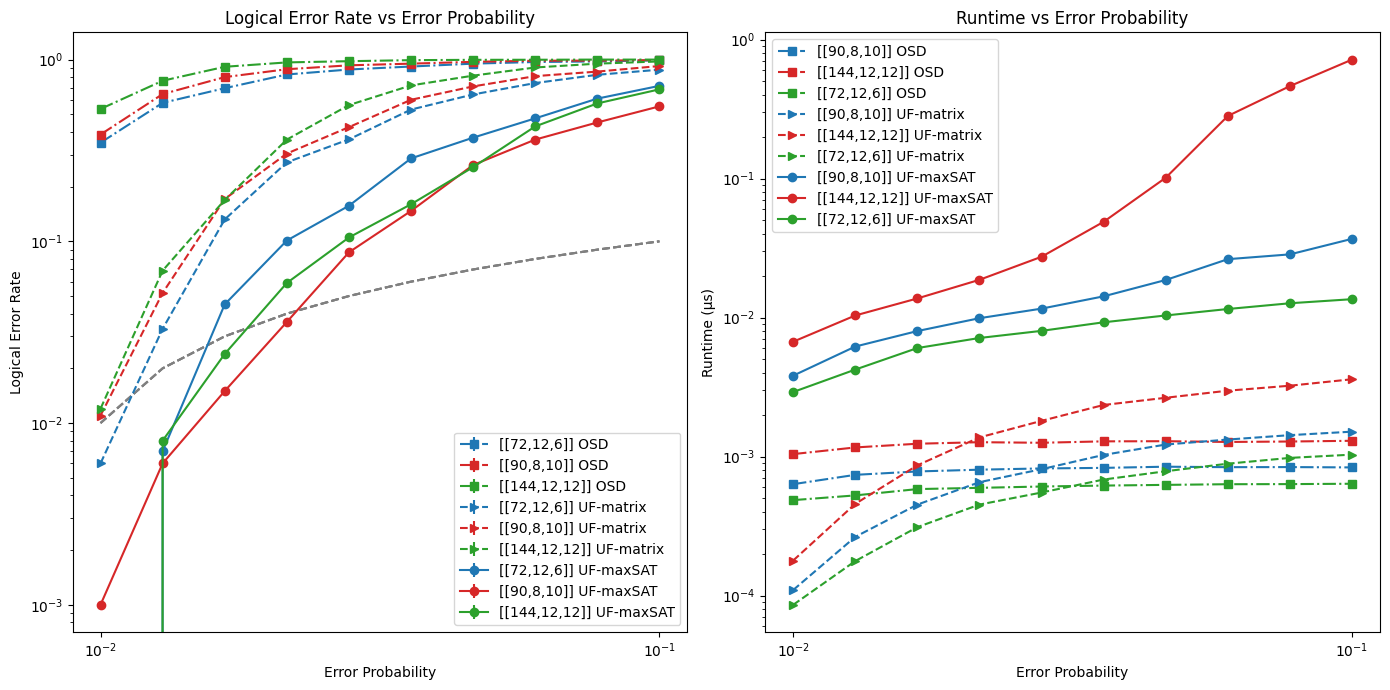 Logical Error Rate vs Error Probability
Logical Error Rate
10⁰
10⁻¹
10⁻²
10⁻³
[[72,12,6]] OSD
[[90,8,10]] OSD
[[144,12,12]] OSD
[[72,12,6]] UF-matrix
[[90,8,10]] UF-matrix
[[144,12,12]] UF-matrix
[[72,12,6]] UF-maxSAT
[[90,8,10]] UF-maxSAT
[[144,12,12]] UF-maxSAT
10⁻²
10⁻¹
Error Probability
Runtime vs Error Probability
Runtime (µs)
10⁰
10⁻¹
10⁻²
10⁻³
10⁻⁴
[[90,8,10]] OSD
[[144,12,12]] OSD
[[72,12,6]] OSD
[[90,8,10]] UF-matrix
[[144,12,12]] UF-matrix
[[72,12,6]] UF-matrix
[[90,8,10]] UF-maxSAT
[[144,12,12]] UF-maxSAT
[[72,12,6]] UF-maxSAT
10⁻²
10⁻¹
Error Probability